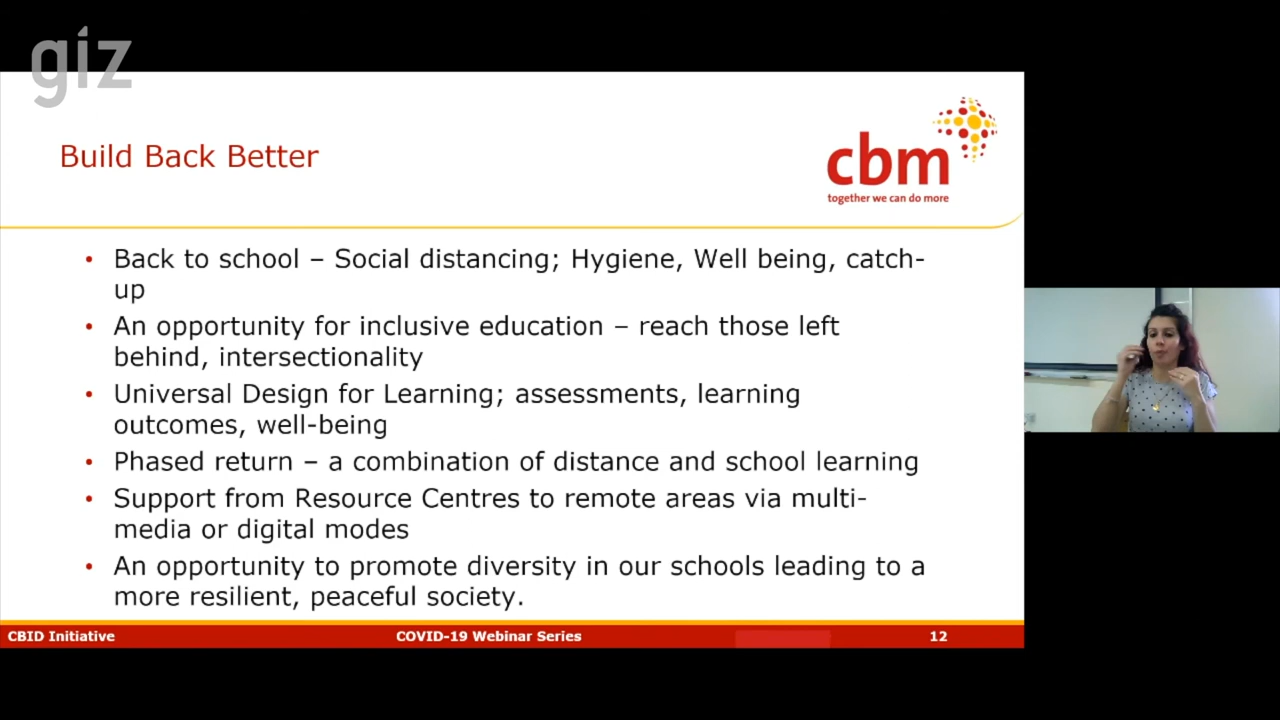 giz
Build Back Better
cbm
together we can do more
• Back to school – Social distancing; Hygiene, Well being, catch-
up
• An opportunity for inclusive education – reach those left
behind, intersectionality
• Universal Design for Learning; assessments, learning
outcomes, well-being
• Phased return – a combination of distance and school learning
• Support from Resource Centres to remote areas via multi-
media or digital modes
• An opportunity to promote diversity in our schools leading to a
more resilient, peaceful society.
CBID Initiative COVID-19 Webinar Series 12